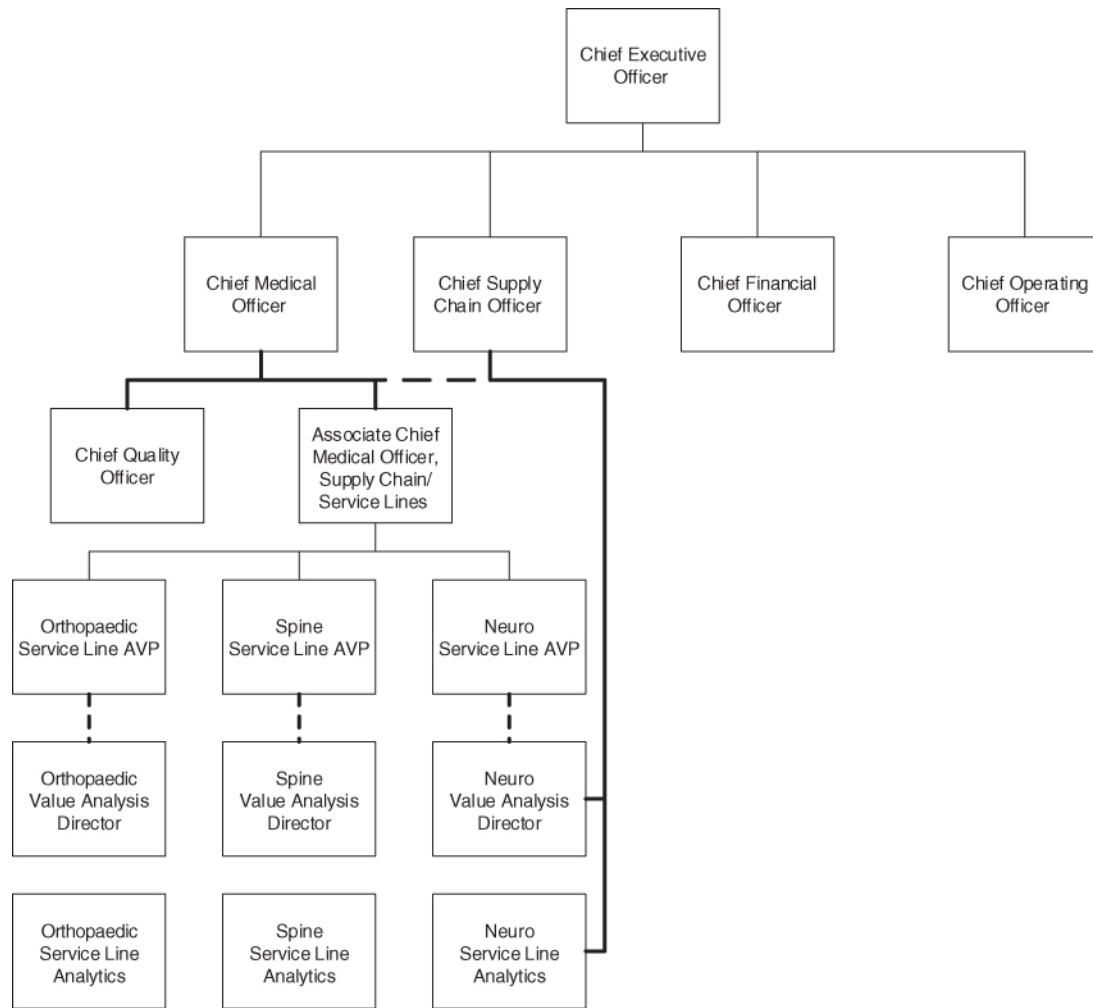 Chief Executive
Officer
Chief Medical
Officer
Chief Supply
Chain Officer
Chief Financial
Officer
Chief Operating
Officer
Chief Quality
Officer
Associate Chief
Medical Officer,
Supply Chain/
Service Lines
Orthopaedic
Service Line AVP
Spine
Service Line AVP
Neuro
Service Line AVP
Orthopaedic
Value Analysis
Director
Spine
Value Analysis
Director
Neuro
Value Analysis
Director
Orthopaedic
Service Line
Analytics
Spine
Service Line
Analytics
Neuro
Service Line
Analytics